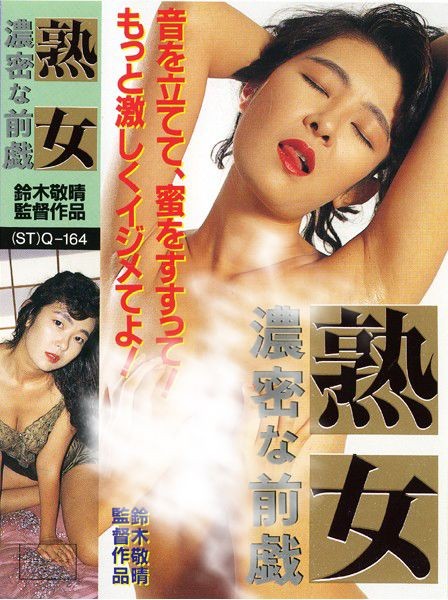 熟女
濃密な前戯
鈴木敬晴
監督作品
(ST)Q-164
音を立てて、蜜をすすって!
もっと激しくイジメてよ!
熟女
濃密な前戯
鈴木敬晴
監督作品